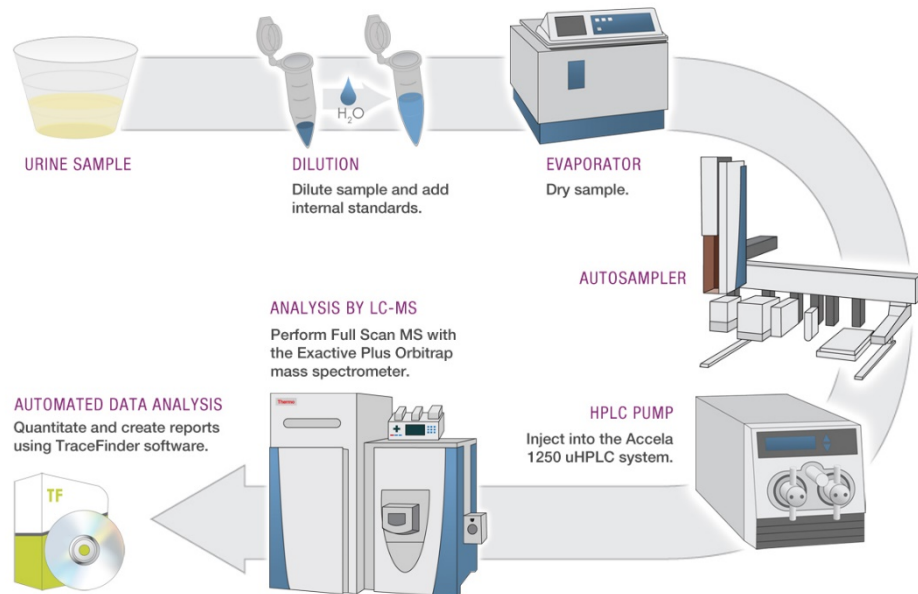 H₂O
URINE SAMPLE
DILUTION
Dilute sample and add
internal standards.
EVAPORATOR
Dry sample.
AUTOSAMPLER
HPLC PUMP
Inject into the Accela
1250 uHPLC system.
ANALYSIS BY LC-MS
Perform Full Scan MS with
the Exactive Plus Orbitrap
mass spectrometer.
Thermo
AUTOMATED DATA ANALYSIS
Quantitate and create reports
using TraceFinder software.
TF